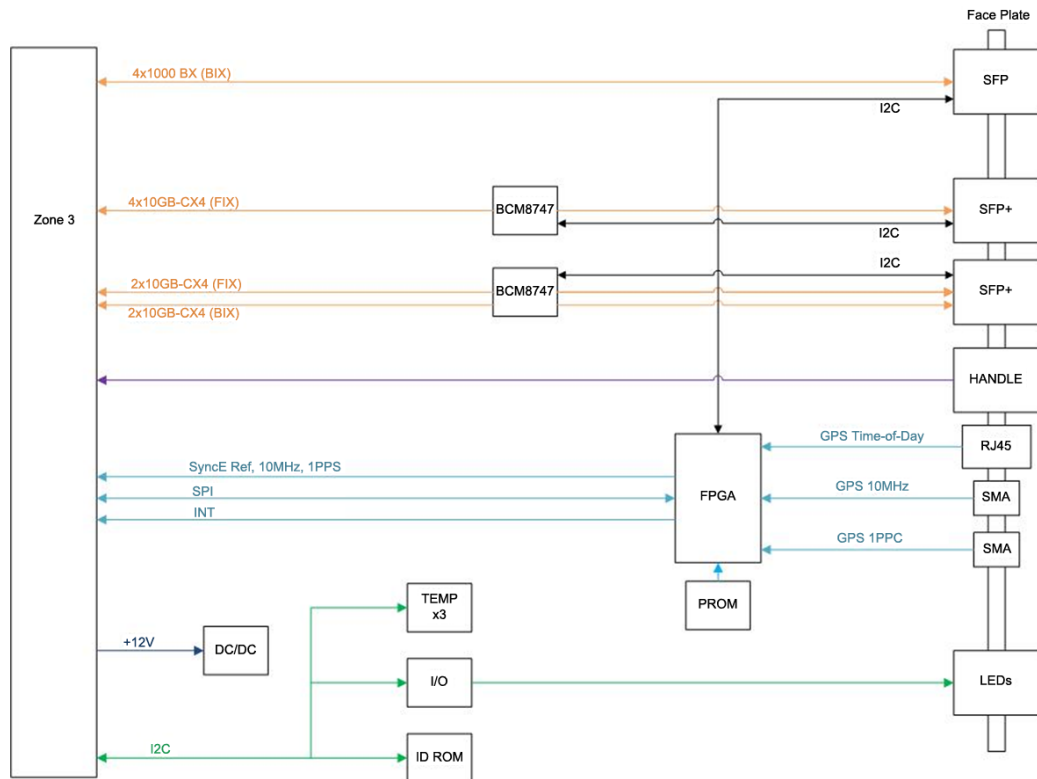 Face Plate
4x1000 BX (BIX)
SFP
I2C
Zone 3
4x10GB-CX4 (FIX)
BCM8747
SFP+
I2C
I2C
2x10GB-CX4 (FIX)
BCM8747
SFP+
2x10GB-CX4 (BIX)
HANDLE
GPS Time-of-Day
RJ45
SyncE Ref, 10MHz, 1PPS
SPI
FPGA
GPS 10MHz
SMA
INT
GPS 1PPC
SMA
PROM
TEMP
x3
+12V
DC/DC
I/O
LEDs
I2C
ID ROM